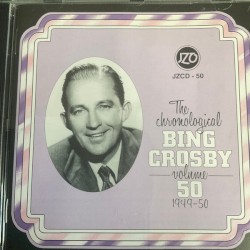 JZO
JZCD - 50
The
chronological
BING
CROSBY
volume
50
1949-50